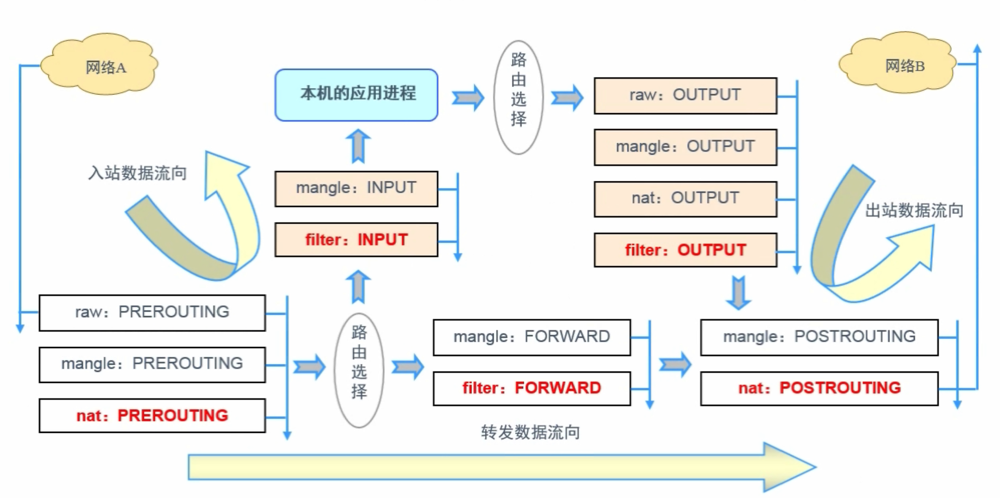 网络A
网络B
本机的应用进程
路由选择
raw：OUTPUT
mangle：OUTPUT
nat：OUTPUT
filter：OUTPUT
入站数据流向
mangle：INPUT
filter：INPUT
出站数据流向
raw：PREROUTING
mangle：PREROUTING
nat：PREROUTING
路由选择
mangle：FORWARD
filter：FORWARD
mangle：POSTROUTING
nat：POSTROUTING
转发数据流向